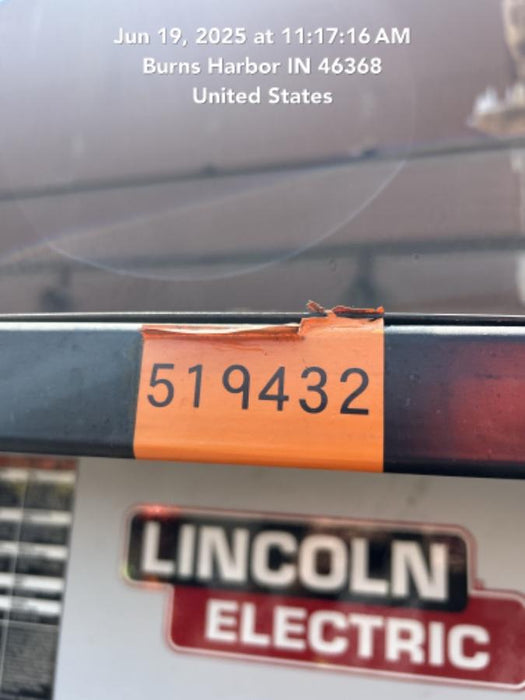 Jun 19, 2025 at 11:17:16 AM
Burns Harbor IN 46368
United States
519432
LINCOLN
ELECTRIC